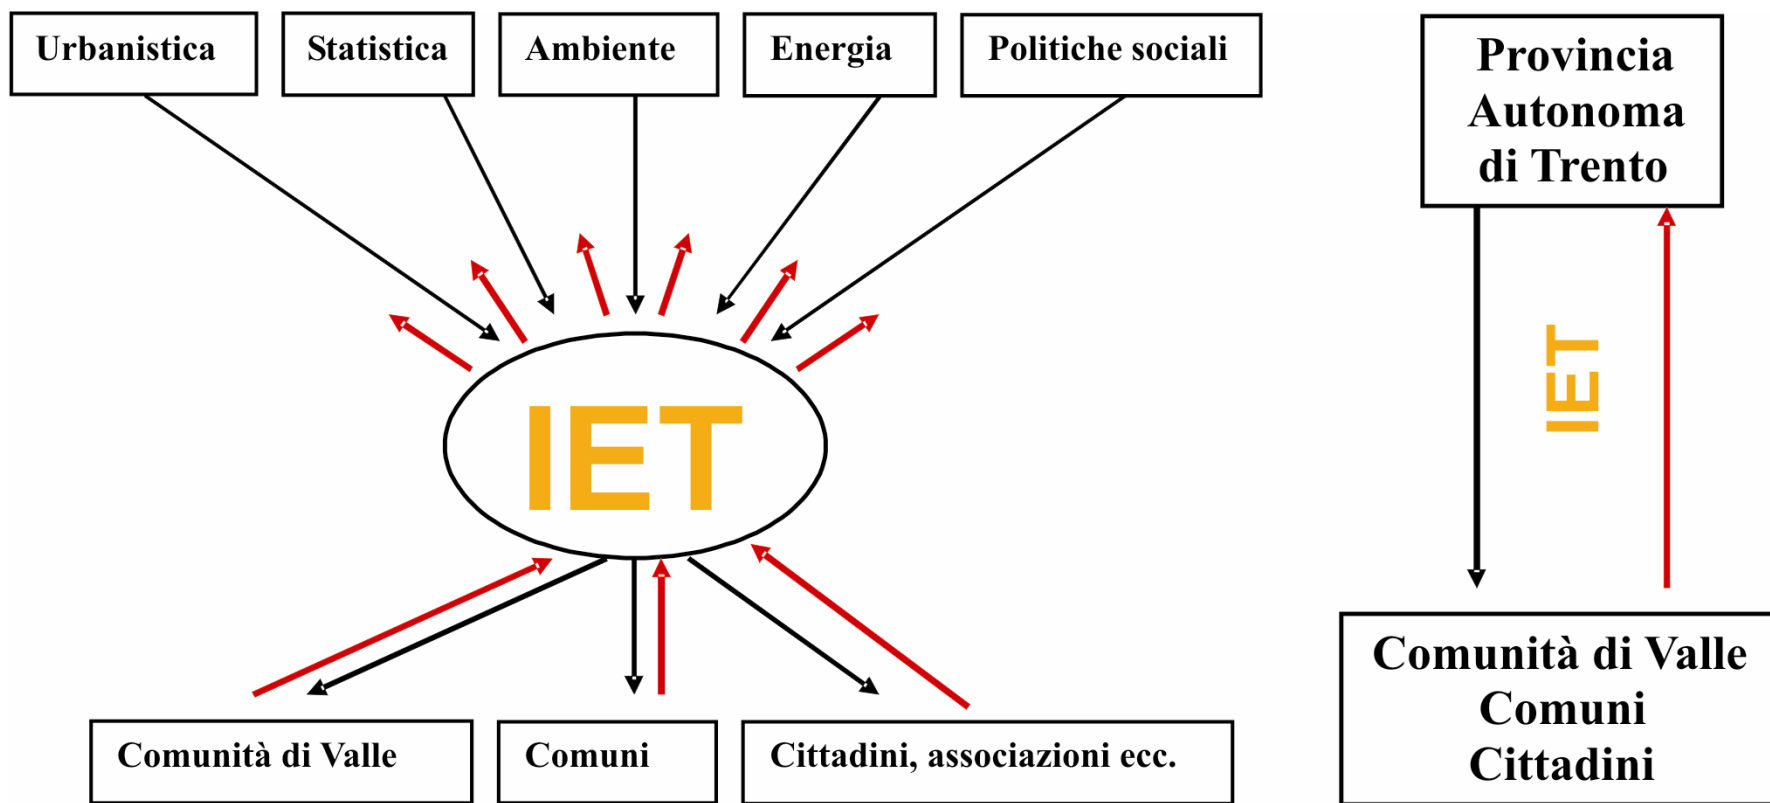 Urbanistica
Statistica
Ambiente
Energia
Politiche sociali
IET
Comunità di Valle
Comuni
Cittadini, associazioni ecc.
Provincia
Autonoma
di Trento
IET
Comunità di Valle
Comuni
Cittadini